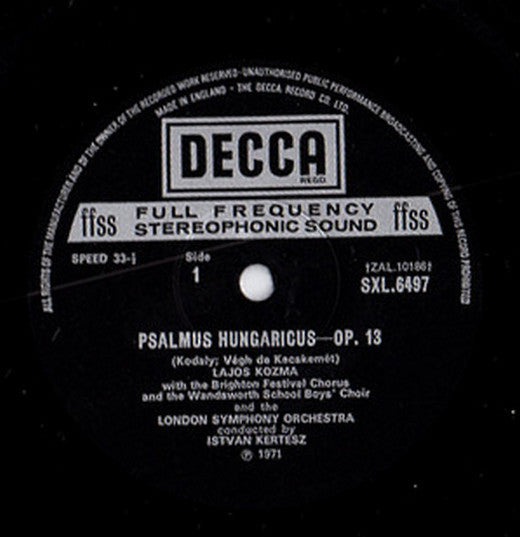 ALL RIGHTS OF THE MANUFACTURER AND OF THE OWNER OF THE RECORDED WORK RESERVED-UNAUTHORISED PUBLIC PERFORMANCE BROADCASTING AND COPYING OF THIS RECORD PROHIBITED
MADE IN ENGLAND - THE DECCA RECORD CO. LTD.
DECCA
REGD
ffss FULL FREQUENCY ffss
STEREOPHONIC SOUND
SPEED 33-⅓ Side ‡ZAL.10186‡
1 SXL.6497
PSALMUS HUNGARICUS—OP. 13
(Kodaly; Végh de Kecskemét)
LAJOS KOZMA
with the Brighton Festival Chorus
and the Wandsworth School Boys' Choir
and the
LONDON SYMPHONY ORCHESTRA
conducted by
ISTVAN KERTESZ
℗ 1971